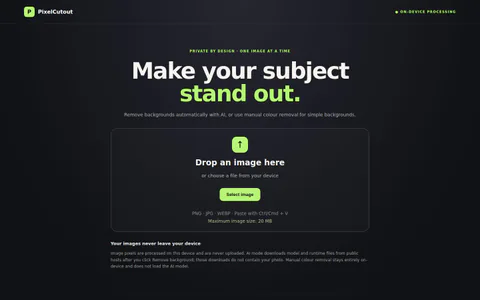 P PixelCutout
ON-DEVICE PROCESSING
PRIVATE BY DESIGN · ONE IMAGE AT A TIME
Make your subject
stand out.
Remove backgrounds automatically with AI, or use manual colour removal for simple backgrounds.
↑
Drop an image here
or choose a file from your device
Select image
PNG · JPG · WEBP · Paste with Ctrl/Cmd + V
Maximum image size: 20 MB
Your images never leave your device
Image pixels are processed on this device and are never uploaded. AI mode downloads model and runtime files from public
hosts after you click Remove background; those downloads do not contain your photo. Manual colour removal stays entirely on-
device and does not load the AI model.